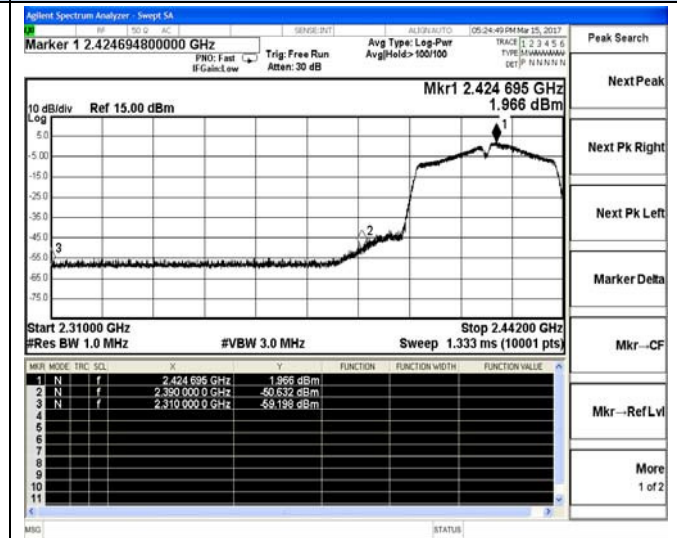 Agilent Spectrum Analyzer - Swept SA
RF 50 Ω AC SENSE:INT ALIGN AUTO 05:24:49 PM Mar 15, 2017
Marker 1 2.424694800000 GHz
PNO: Fast
IFGain:Low
Trig: Free Run
Atten: 30 dB
Avg Type: Log-Pwr
Avg|Hold:> 100/100
TRACE 1 2 3 4 5 6
TYPE
DET P N N N N N
Peak Search
Mkr1 2.424 695 GHz
1.966 dBm
10 dB/div Ref 15.00 dBm
Log
5.0
-5.00
-15.0
-25.0
-35.0
-45.0
-55.0
-65.0
-75.0
1
2
3
Start 2.31000 GHz Stop 2.44200 GHz
#Res BW 1.0 MHz #VBW 3.0 MHz Sweep 1.333 ms (10001 pts)
MKR MODE TRC SCL X Y FUNCTION FUNCTION WIDTH FUNCTION VALUE
1 N f 2.424 695 GHz 1.966 dBm
2 N f 2.390 000 0 GHz -50.632 dBm
3 N f 2.310 000 0 GHz -59.198 dBm
4
5
6
7
8
9
10
11
MSG STATUS
Next Peak
Next Pk Right
Next Pk Left
Marker Delta
Mkr→CF
Mkr→Ref Lvl
More
1 of 2